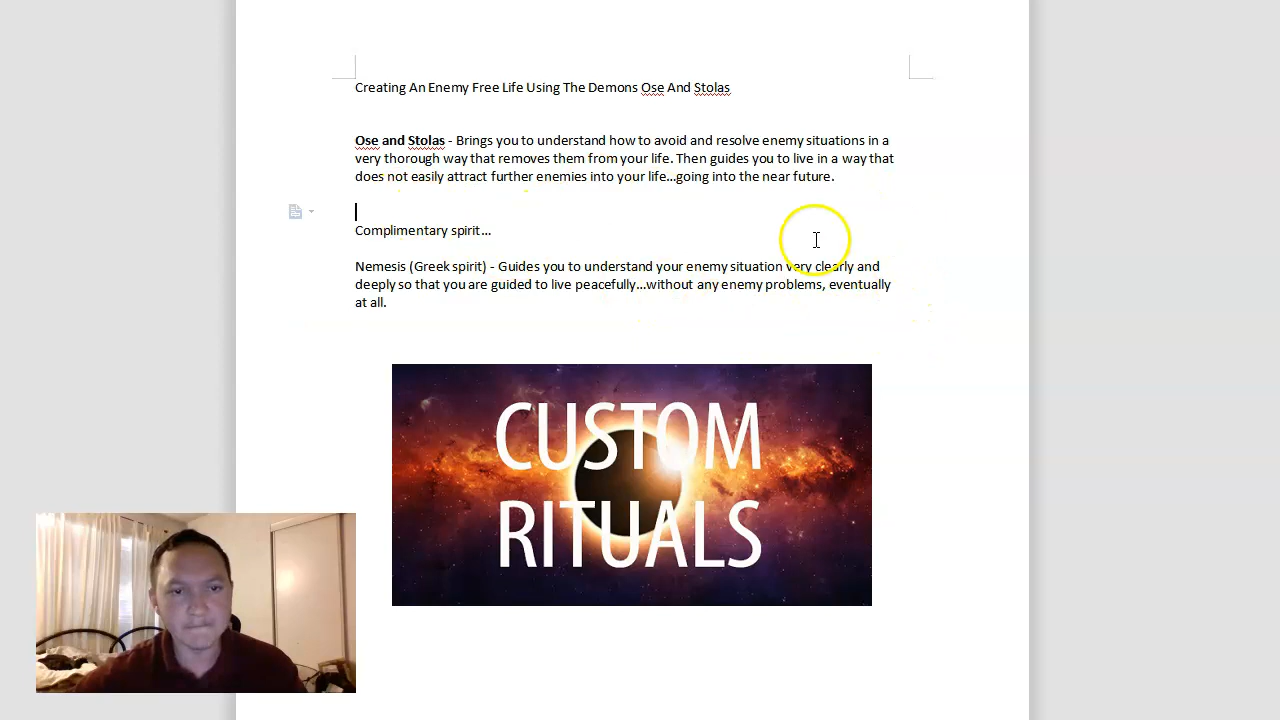 Creating An Enemy Free Life Using The Demons Ose And Stolas
Ose and Stolas - Brings you to understand how to avoid and resolve enemy situations in a
very thorough way that removes them from your life. Then guides you to live in a way that
does not easily attract further enemies into your life...going into the near future.
Complimentary spirit...
Nemesis (Greek spirit) - Guides you to understand your enemy situation very clearly and
deeply so that you are guided to live peacefully...without any enemy problems, eventually
at all.
CUSTOM
RITUALS